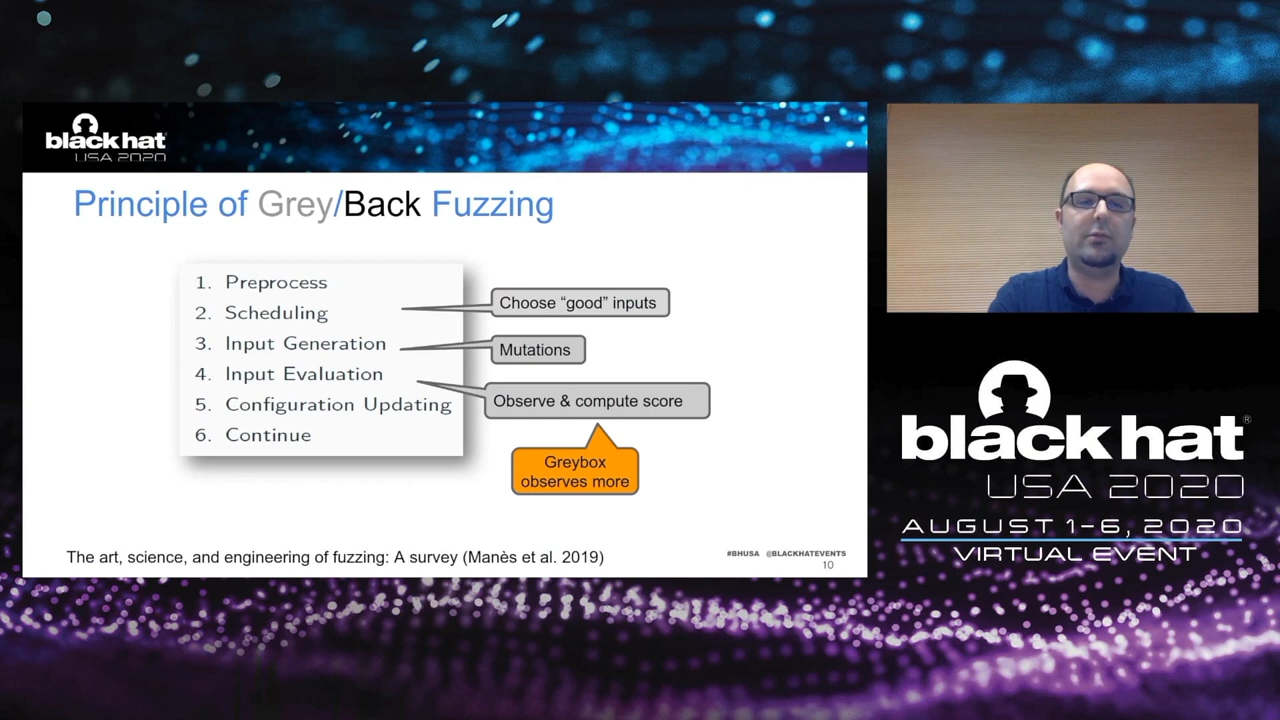 black hat
USA 2020
Principle of Grey/Back Fuzzing
1. Preprocess
2. Scheduling
3. Input Generation
4. Input Evaluation
5. Configuration Updating
6. Continue
Choose “good” inputs
Mutations
Observe & compute score
Greybox
observes more
The art, science, and engineering of fuzzing: A survey (Manès et al. 2019)
#BHUSA @BLACKHATEVENTS
10
black hat®
USA 2020
AUGUST 1-6, 2020
VIRTUAL EVENT